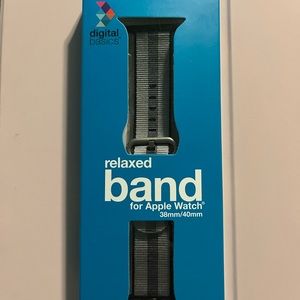 digital
basics
relaxed
band
for Apple Watch®
38mm/40mm